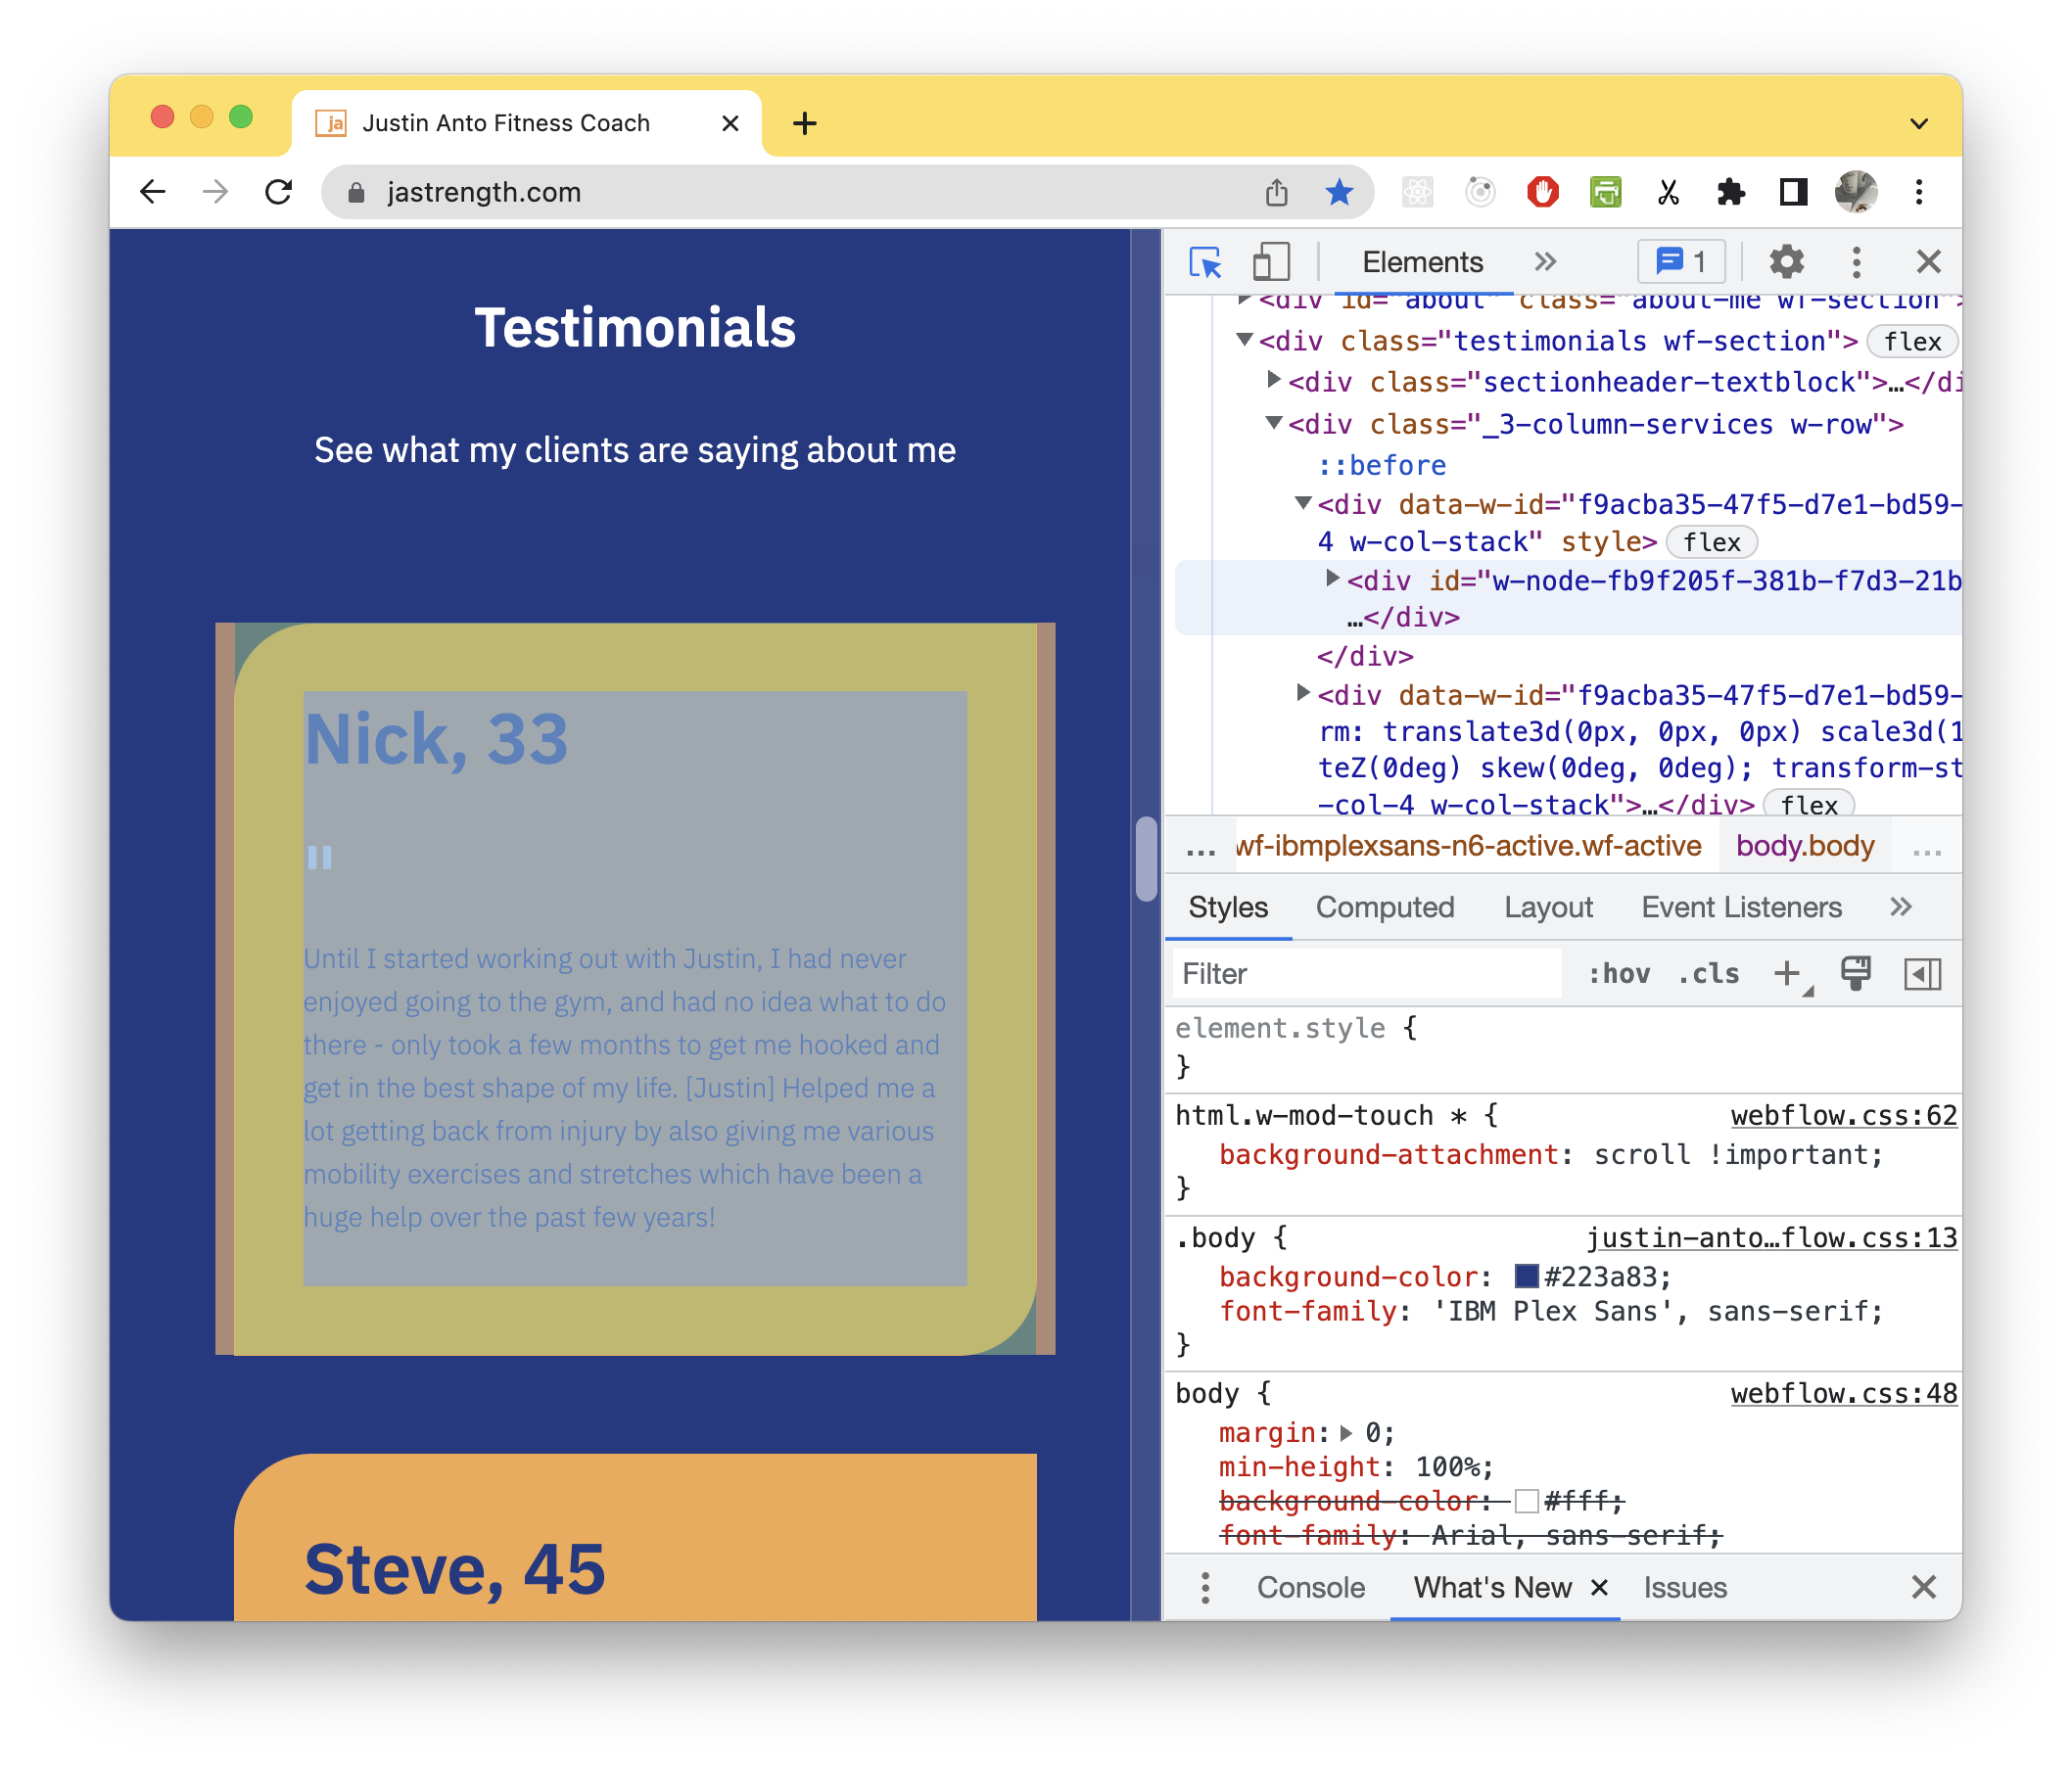 ja Justin Anto Fitness Coach
jastrength.com
Testimonials
See what my clients are saying about me
Nick, 33
"
Until I started working out with Justin, I had never
enjoyed going to the gym, and had no idea what to do
there - only took a few months to get me hooked and
get in the best shape of my life. [Justin] Helped me a
lot getting back from injury by also giving me various
mobility exercises and stretches which have been a
huge help over the past few years!
Steve, 45
Elements
1
<div id="about" class="about-me wf-section">
<div class="testimonials wf-section"> flex
<div class="sectionheader-textblock">…</di
<div class="_3-column-services w-row">
::before
<div data-w-id="f9acba35-47f5-d7e1-bd59-
4 w-col-stack" style> flex
<div id="w-node-fb9f205f-381b-f7d3-21b
…</div>
</div>
<div data-w-id="f9acba35-47f5-d7e1-bd59-
rm: translate3d(0px, 0px, 0px) scale3d(1
teZ(0deg) skew(0deg, 0deg); transform-st
-col-4 w-col-stack">…</div> flex
... wf-ibmplexsans-n6-active.wf-active body.body ...
Styles Computed Layout Event Listeners
Filter :hov .cls
element.style {
}
html.w-mod-touch * { webflow.css:62
background-attachment: scroll !important;
}
.body { justin-anto…flow.css:13
background-color: #223a83;
font-family: 'IBM Plex Sans', sans-serif;
}
body { webflow.css:48
margin: 0;
min-height: 100%;
background-color: #fff;
font-family: Arial, sans-serif;
Console What's New Issues